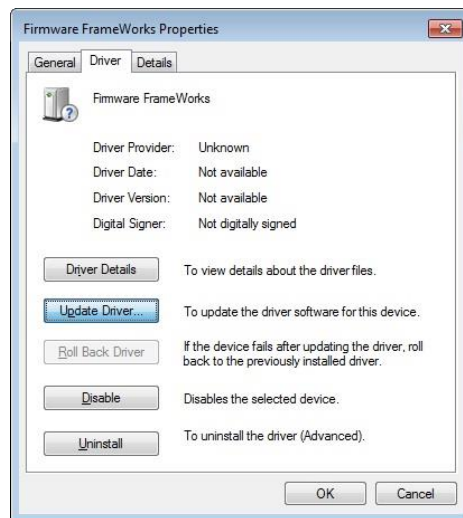 Firmware FrameWorks Properties
General Driver Details
Firmware FrameWorks
Driver Provider: Unknown
Driver Date: Not available
Driver Version: Not available
Digital Signer: Not digitally signed
Driver Details To view details about the driver files.
Update Driver... To update the driver software for this device.
Roll Back Driver If the device fails after updating the driver, roll
back to the previously installed driver.
Disable Disables the selected device.
Uninstall To uninstall the driver (Advanced).
OK Cancel